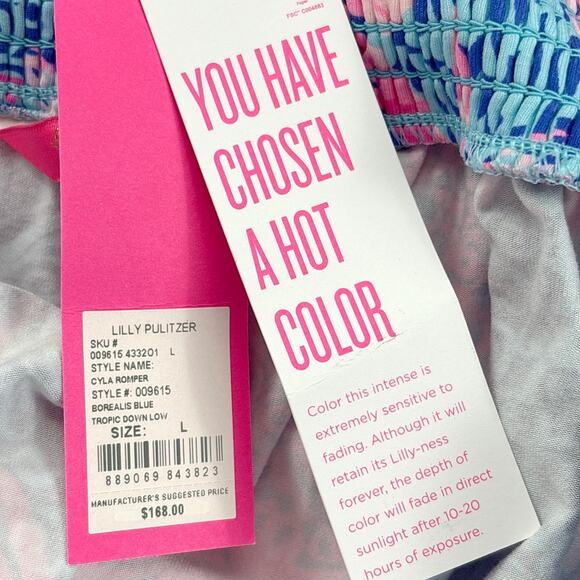 FSC® C004683
YOU HAVE
CHOSEN
A HOT
COLOR
Color this intense is
extremely sensitive to
fading. Although it will
retain its Lilly-ness
forever, the depth of
color will fade in direct
sunlight after 10-20
hours of exposure.
LILLY PULITZER
SKU #
009615 433201 L
STYLE NAME:
CYLA ROMPER
STYLE #: 009615
BOREALIS BLUE
TROPIC DOWN LOW
SIZE: L
889069 843823
MANUFACTURER'S SUGGESTED PRICE
$168.00